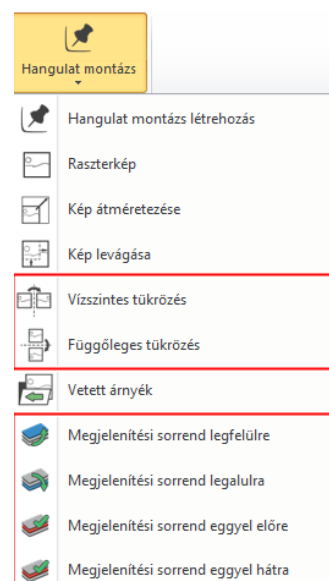 Hangulat montázs
Hangulat montázs létrehozás
Raszterkép
Kép átméretezése
Kép levágása
Vízszintes tükrözés
Függőleges tükrözés
Vetett árnyék
Megjelenítési sorrend legfelülre
Megjelenítési sorrend legalulra
Megjelenítési sorrend eggyel előre
Megjelenítési sorrend eggyel hátra